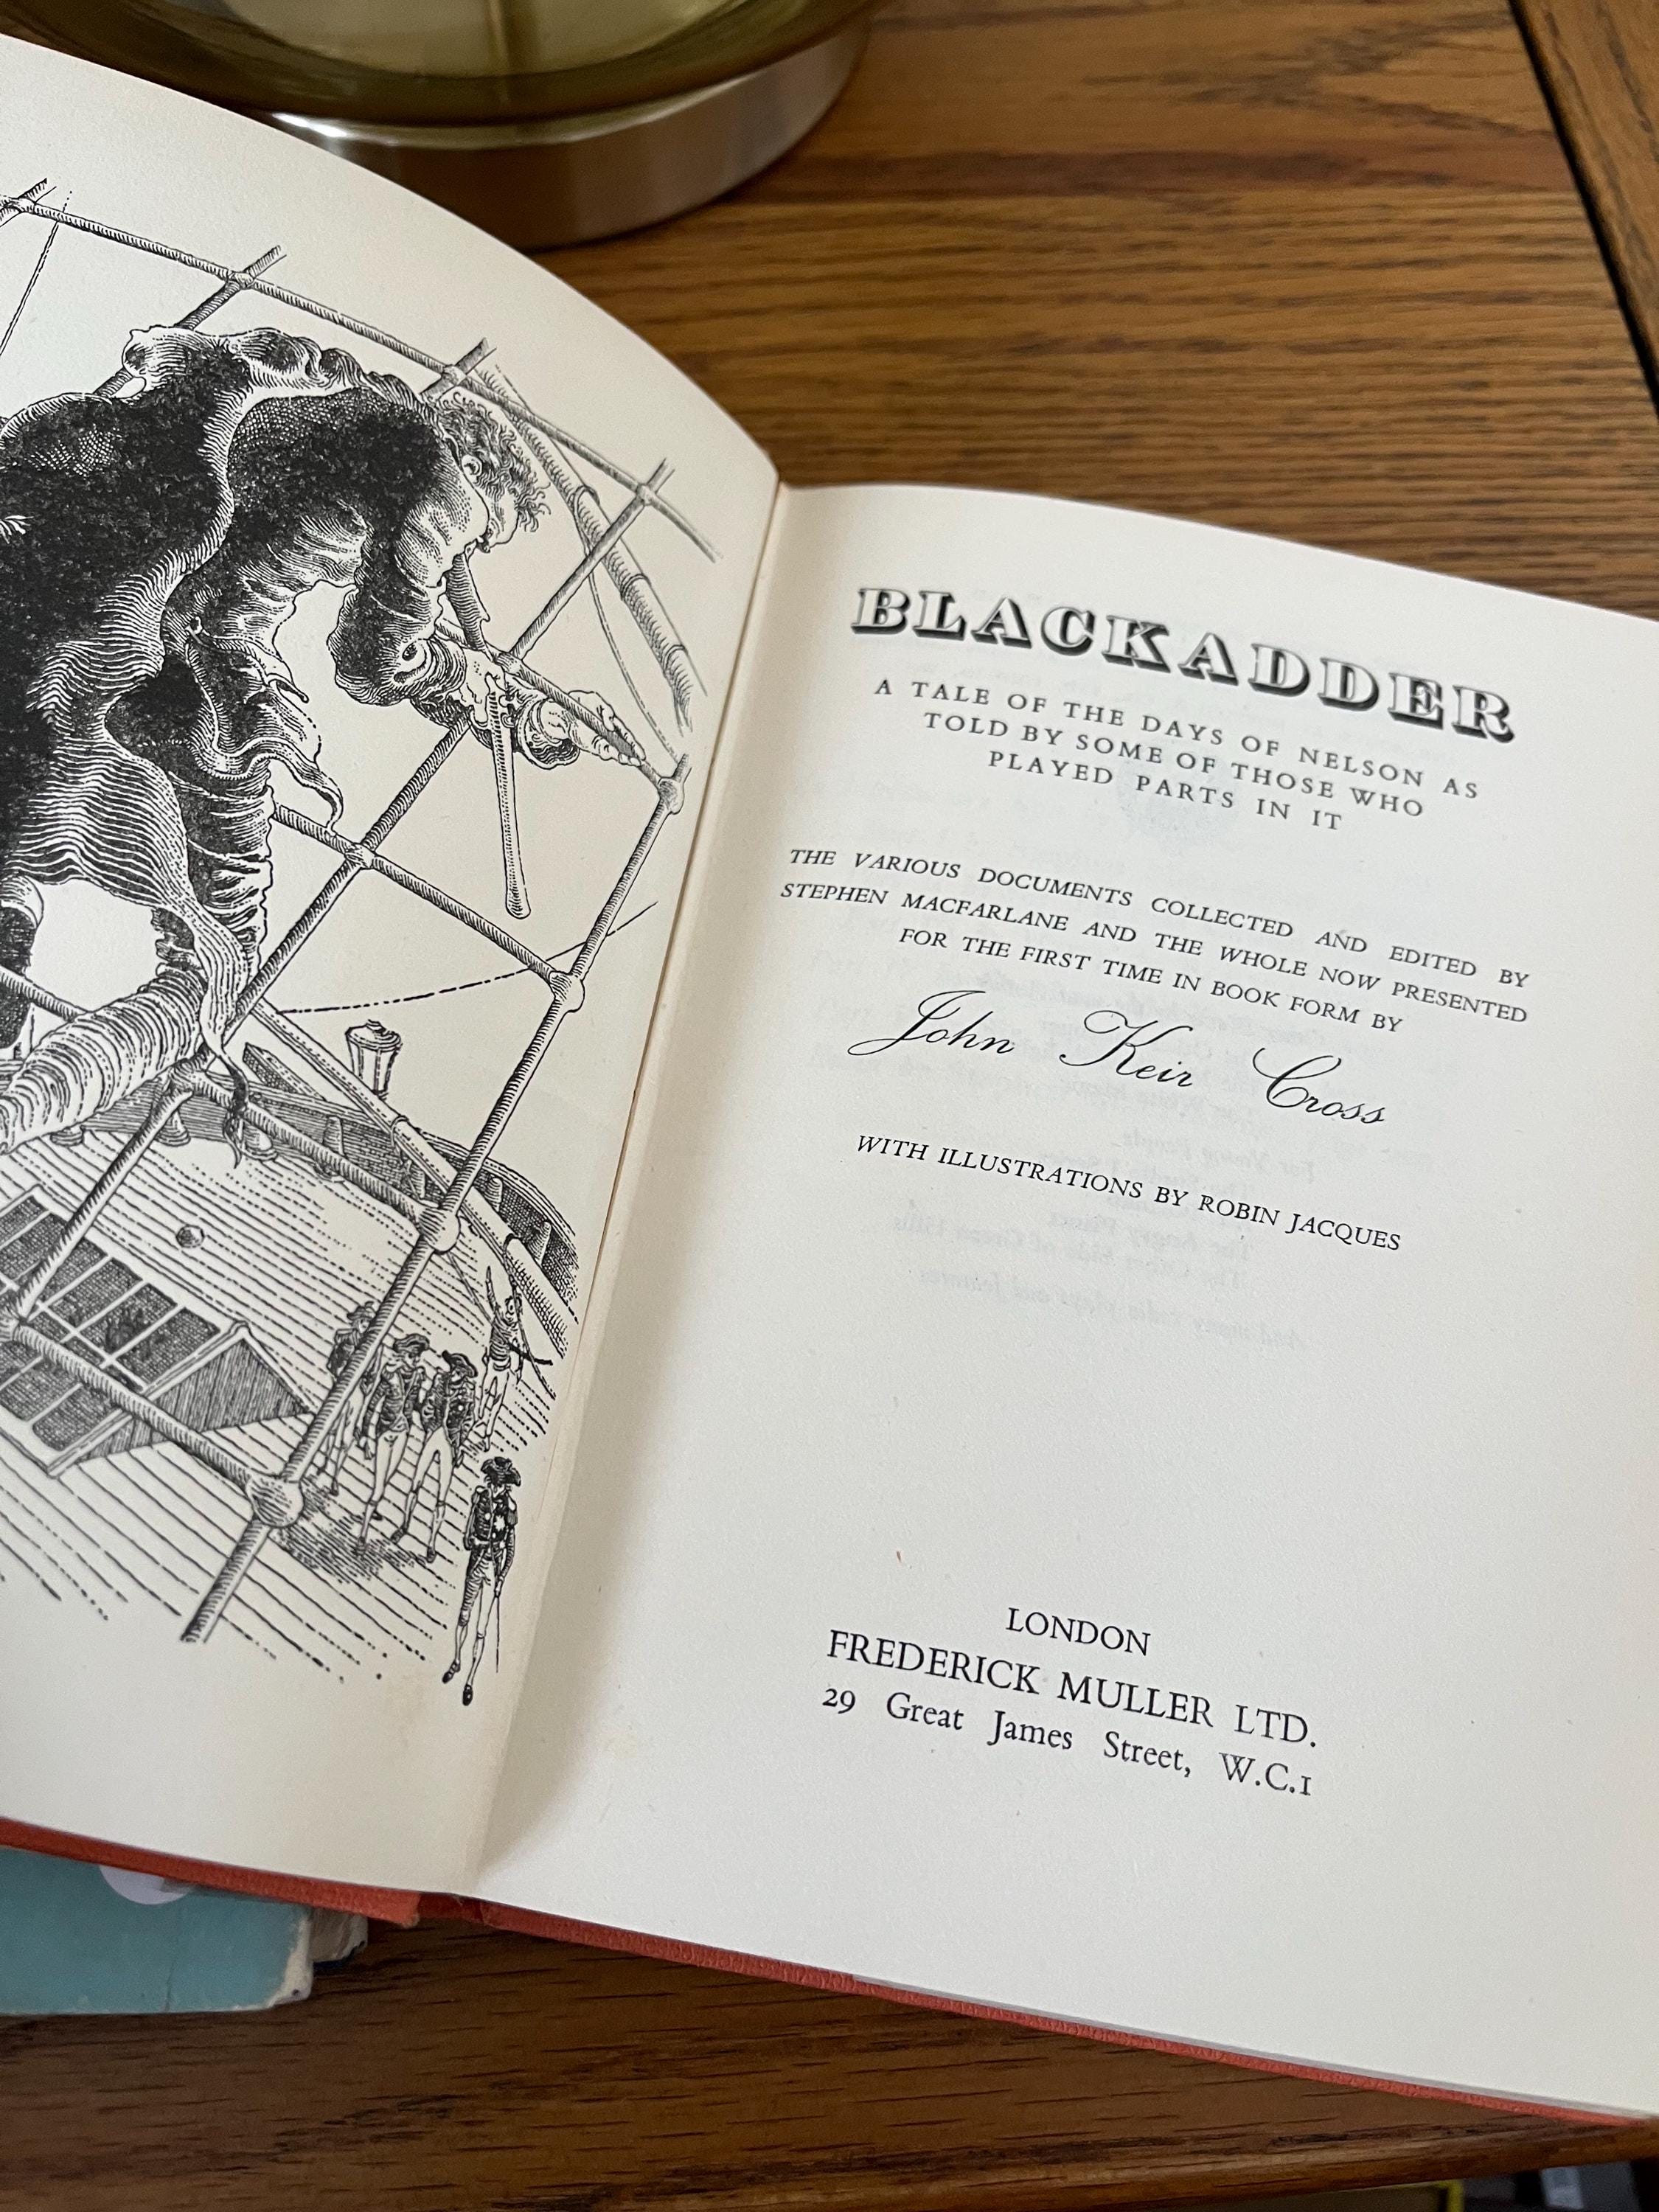 BLACKADDER
A TALE OF THE DAYS OF NELSON AS
TOLD BY SOME OF THOSE WHO
PLAYED PARTS IN IT
THE VARIOUS DOCUMENTS COLLECTED AND EDITED BY
STEPHEN MACFARLANE AND THE WHOLE NOW PRESENTED
FOR THE FIRST TIME IN BOOK FORM BY
John Keir Cross
WITH ILLUSTRATIONS BY ROBIN JACQUES
LONDON
FREDERICK MULLER LTD.
29 Great James Street, W.C.1